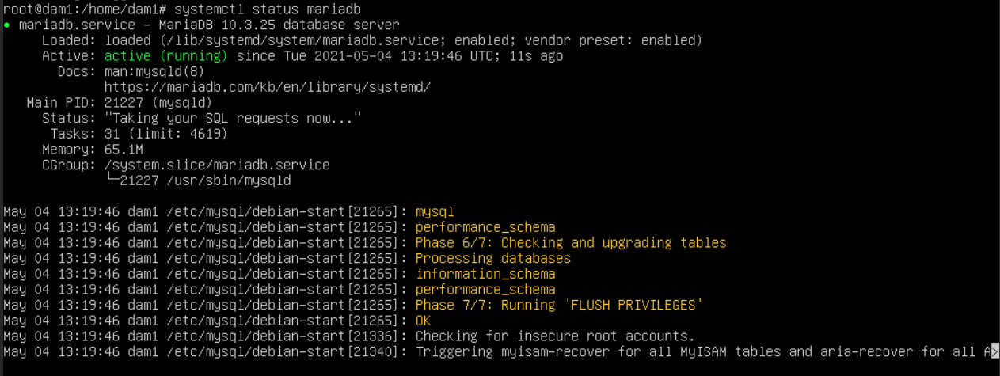 root@dam1:/home/dam1# systemctl status mariadb
● mariadb.service - MariaDB 10.3.25 database server
Loaded: loaded (/lib/systemd/system/mariadb.service; enabled; vendor preset: enabled)
Active: active (running) since Tue 2021-05-04 13:19:46 UTC; 11s ago
Docs: man:mysqld(8)
https://mariadb.com/kb/en/library/systemd/
Main PID: 21227 (mysqld)
Status: "Taking your SQL requests now..."
Tasks: 31 (limit: 4619)
Memory: 65.1M
CGroup: /system.slice/mariadb.service
└─21227 /usr/sbin/mysqld
May 04 13:19:46 dam1 /etc/mysql/debian-start[21265]: mysql
May 04 13:19:46 dam1 /etc/mysql/debian-start[21265]: performance_schema
May 04 13:19:46 dam1 /etc/mysql/debian-start[21265]: Phase 6/7: Checking and upgrading tables
May 04 13:19:46 dam1 /etc/mysql/debian-start[21265]: Processing databases
May 04 13:19:46 dam1 /etc/mysql/debian-start[21265]: information_schema
May 04 13:19:46 dam1 /etc/mysql/debian-start[21265]: performance_schema
May 04 13:19:46 dam1 /etc/mysql/debian-start[21265]: Phase 7/7: Running 'FLUSH PRIVILEGES'
May 04 13:19:46 dam1 /etc/mysql/debian-start[21265]: OK
May 04 13:19:46 dam1 /etc/mysql/debian-start[21336]: Checking for insecure root accounts.
May 04 13:19:46 dam1 /etc/mysql/debian-start[21340]: Triggering myisam-recover for all MyISAM tables and aria-recover for all A>